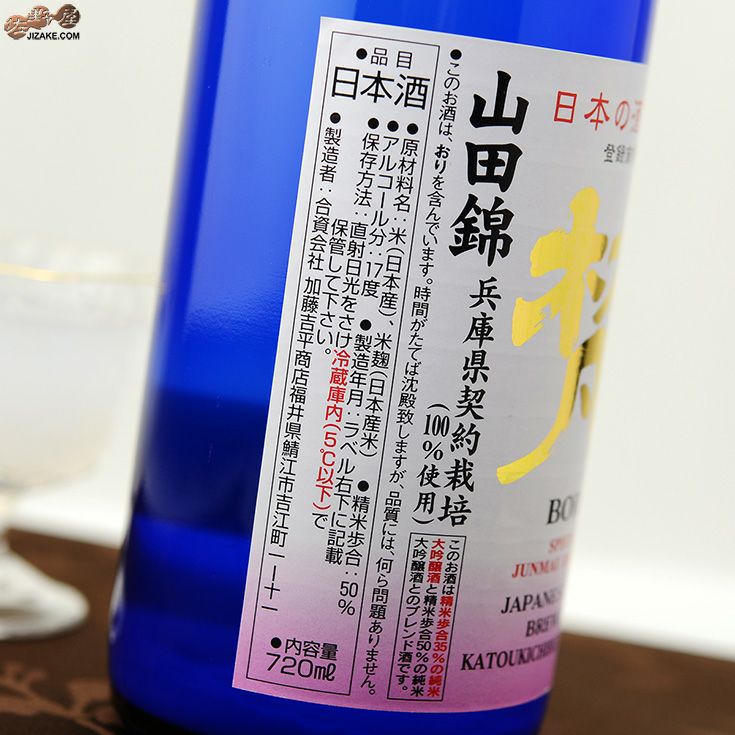 JIZAKE.COM
日本の酒
登録
梵
BO
JUNMAI
JAPAN
BREW
KATOUKICHI
●このお酒は、おりを含んでいます。時間がたてば沈殿致しますが、品質には、何ら問題ありません。
山田錦 兵庫県契約栽培
(100%使用)
このお酒は精米歩合35%の純米
大吟醸酒と精米歩合50%の純米
大吟醸酒とのブレンド酒です。
●品目
日本酒
●原材料名:米(日本産)、米麹(日本産米)
●アルコール分:17度 ●精米歩合:50%
●保存方法:直射日光をさけ冷蔵庫内(5℃以下)で
保管して下さい。
●製造年月:ラベル右下に記載
●製造者:合資会社 加藤吉平商店福井県鯖江市吉江町一ー十一
●内容量
720mℓ